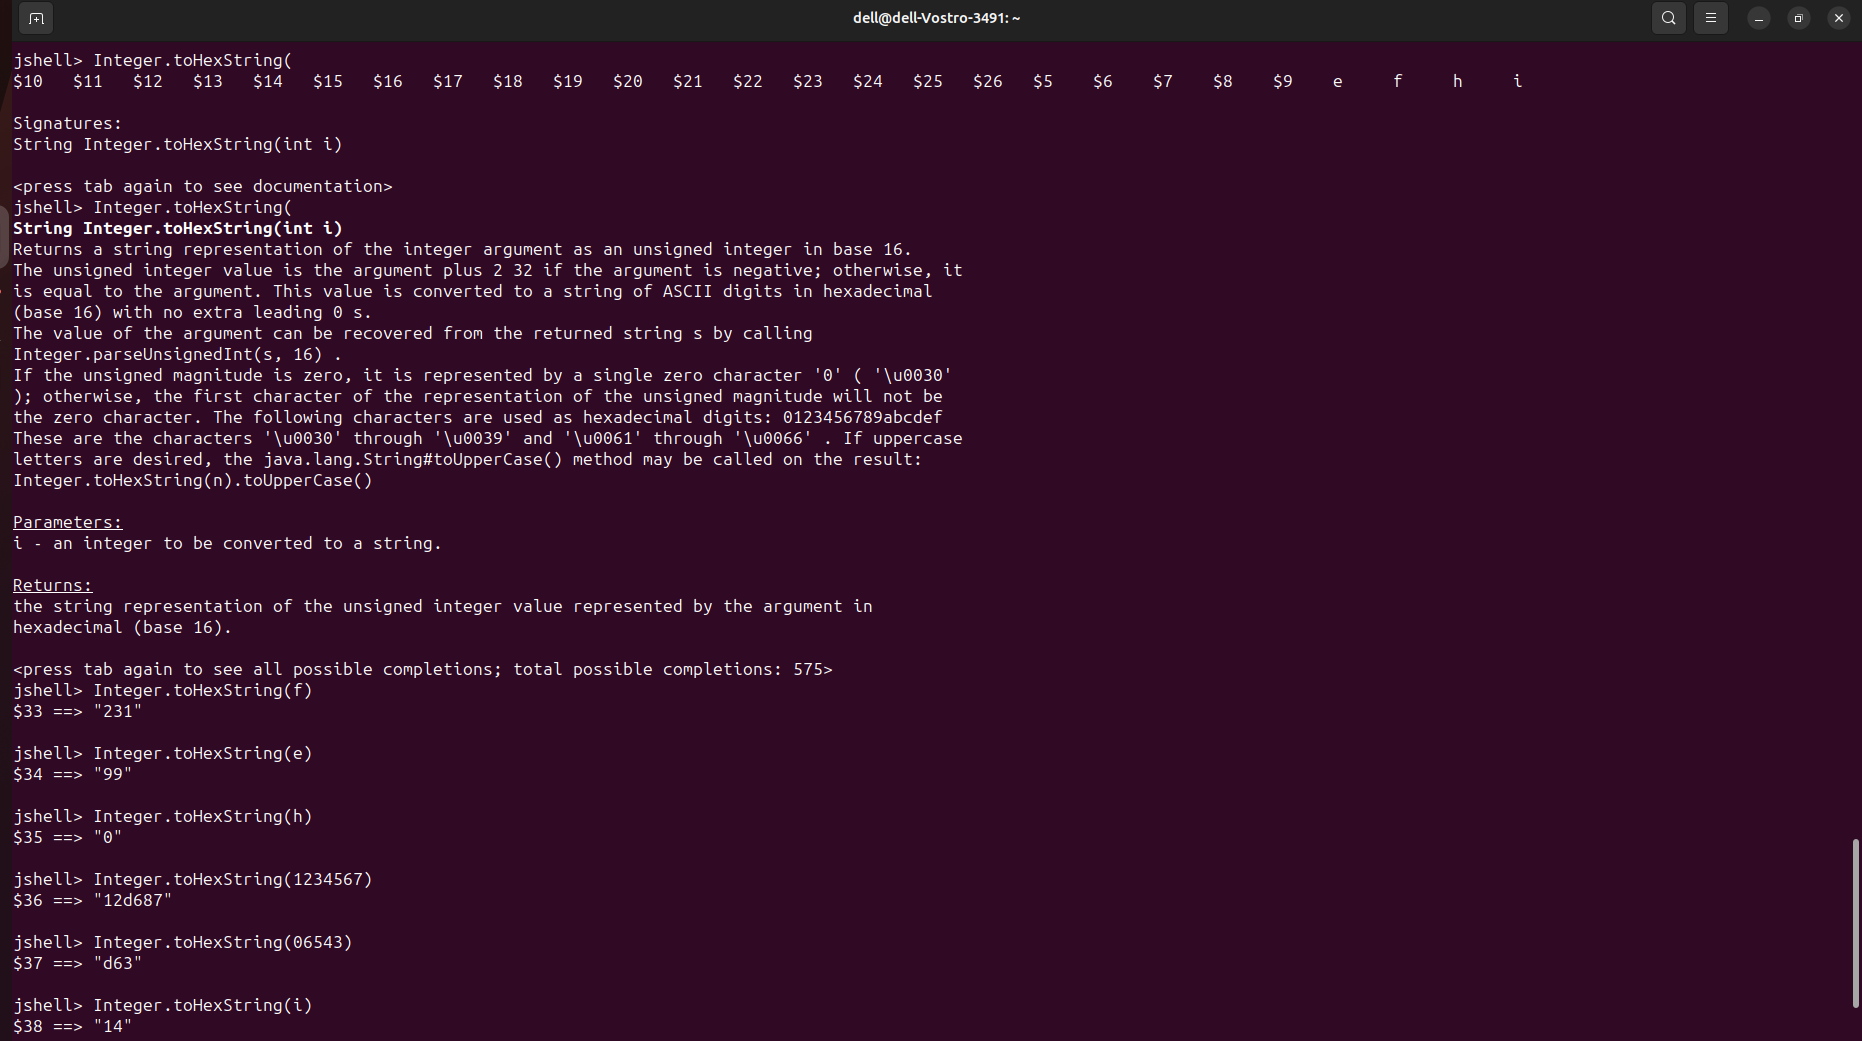 dell@dell-Vostro-3491: ~
jshell> Integer.toHexString(
$10   $11   $12   $13   $14   $15   $16   $17   $18   $19   $20   $21   $22   $23   $24   $25   $26   $5    $6    $7    $8    $9    e     f     h     i
Signatures:
String Integer.toHexString(int i)
<press tab again to see documentation>
jshell> Integer.toHexString(
String Integer.toHexString(int i)
Returns a string representation of the integer argument as an unsigned integer in base 16.
The unsigned integer value is the argument plus 2 32 if the argument is negative; otherwise, it
is equal to the argument. This value is converted to a string of ASCII digits in hexadecimal
(base 16) with no extra leading 0 s.
The value of the argument can be recovered from the returned string s by calling
Integer.parseUnsignedInt(s, 16) .
If the unsigned magnitude is zero, it is represented by a single zero character '0' ( '\u0030'
); otherwise, the first character of the representation of the unsigned magnitude will not be
the zero character. The following characters are used as hexadecimal digits: 0123456789abcdef
These are the characters '\u0030' through '\u0039' and '\u0061' through '\u0066' . If uppercase
letters are desired, the java.lang.String#toUpperCase() method may be called on the result:
Integer.toHexString(n).toUpperCase()
Parameters:
i - an integer to be converted to a string.
Returns:
the string representation of the unsigned integer value represented by the argument in
hexadecimal (base 16).
<press tab again to see all possible completions; total possible completions: 575>
jshell> Integer.toHexString(f)
$33 ==> "231"
jshell> Integer.toHexString(e)
$34 ==> "99"
jshell> Integer.toHexString(h)
$35 ==> "0"
jshell> Integer.toHexString(1234567)
$36 ==> "12d687"
jshell> Integer.toHexString(06543)
$37 ==> "d63"
jshell> Integer.toHexString(i)
$38 ==> "14"